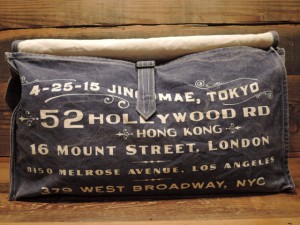 4-25-15 JINGUMAE, TOKYO
52 HOLLYWOOD RD
HONG KONG
16 MOUNT STREET, LONDON
8150 MELROSE AVENUE, LOS ANGELES
379 WEST BROADWAY, NYC